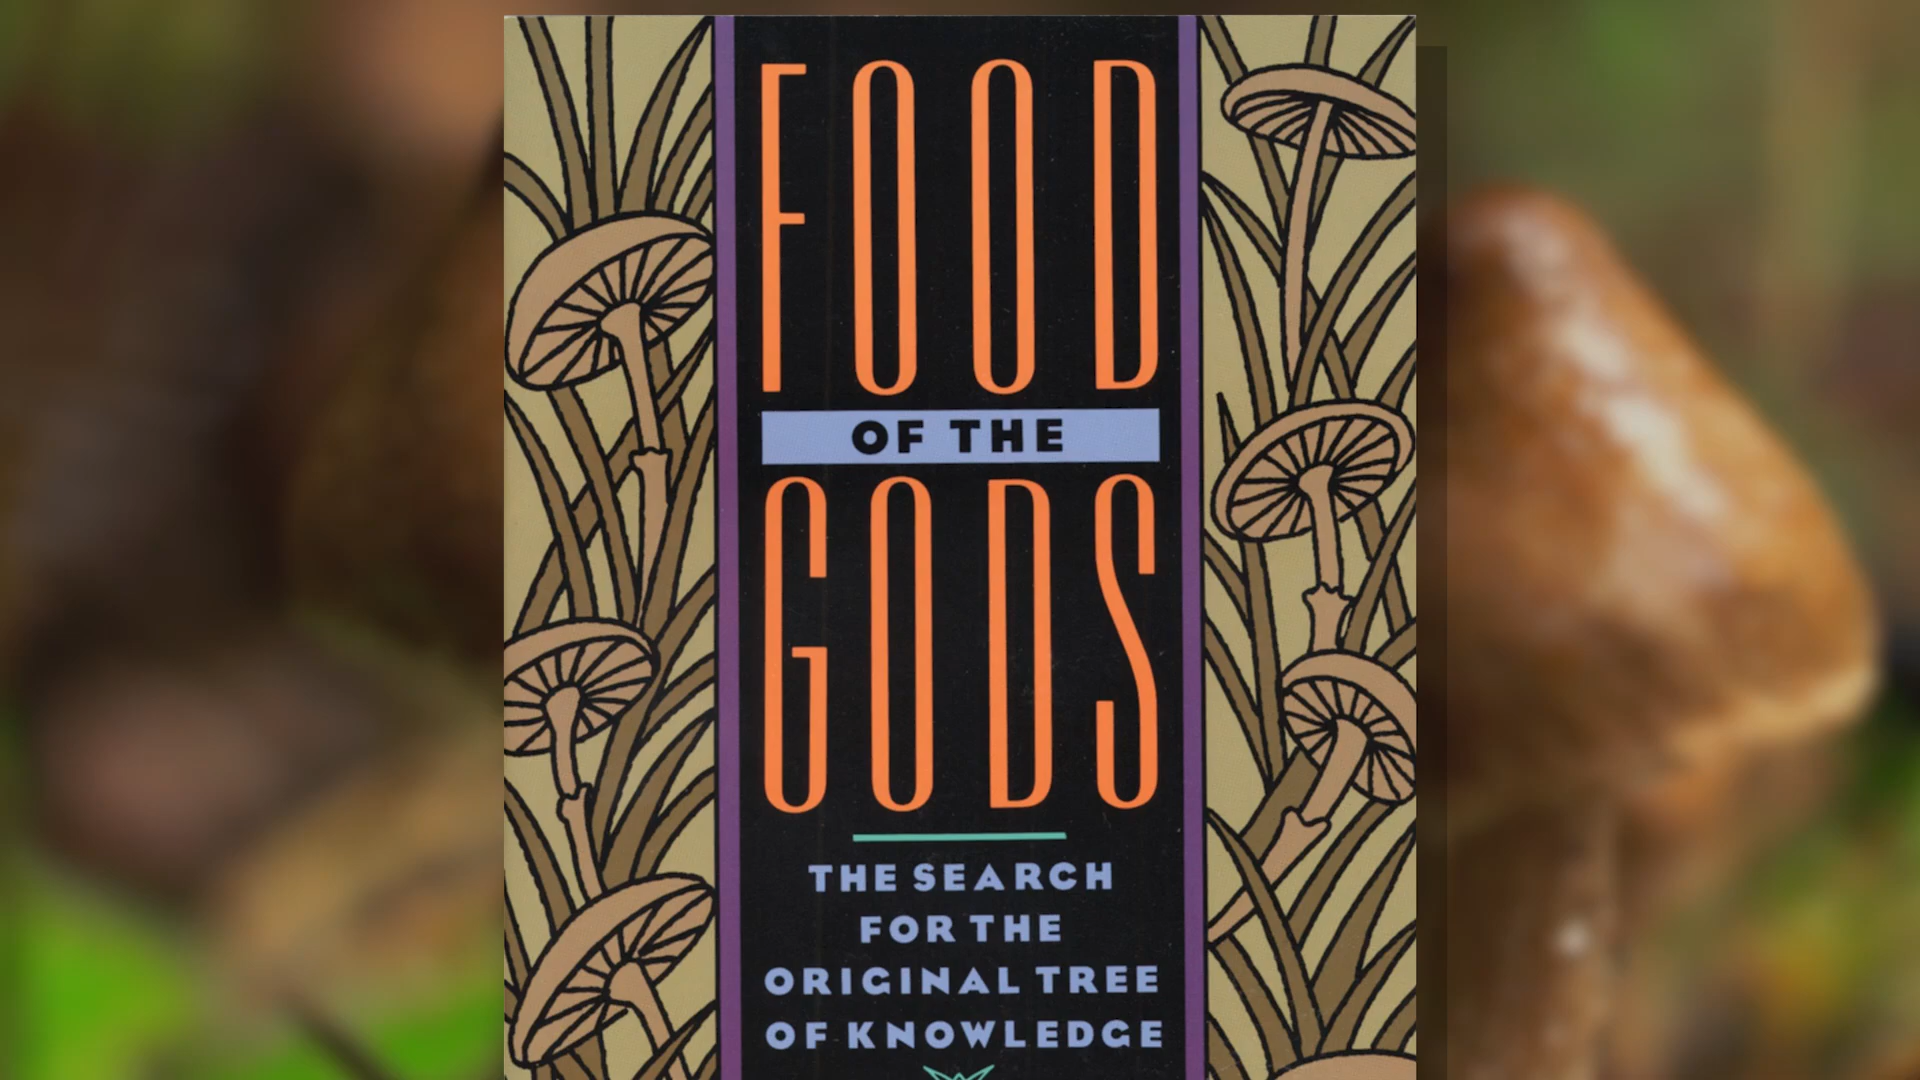 FOOD
OF THE
GODS
THE SEARCH
FOR THE
ORIGINAL TREE
OF KNOWLEDGE